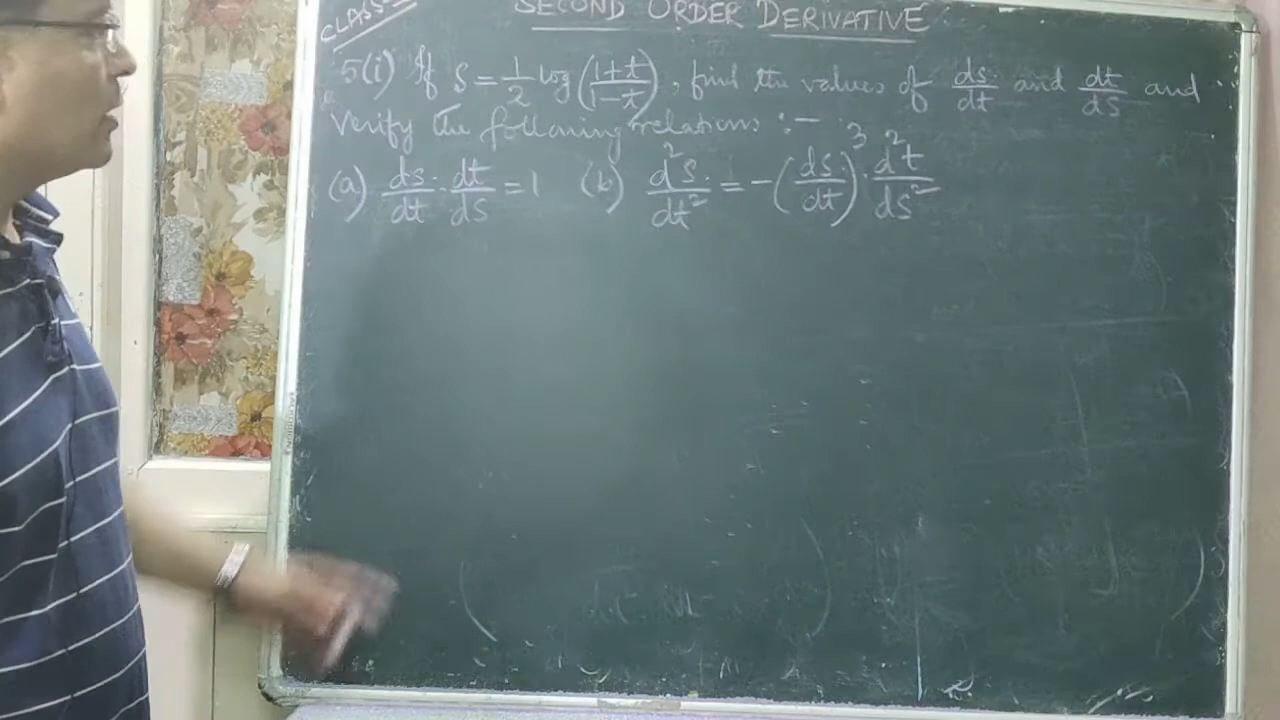 CLASS-
SECOND ORDER DERIVATIVE
5(i) If S = 1/2 log((1+t)/(1-t)), find the values of ds/dt and dt/ds and
verify the following relations :-
(a) ds/dt · dt/ds = 1 (b) d²s/dt² = -(ds/dt)³ · d²t/ds²